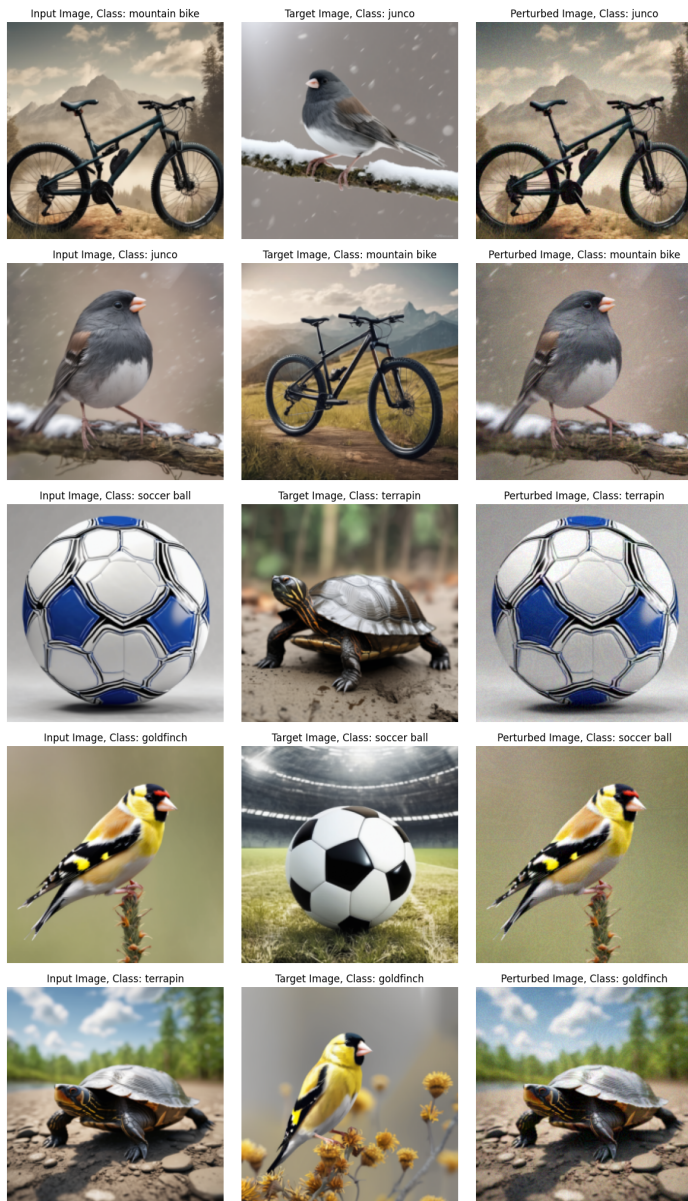 Input Image, Class: mountain bike
Target Image, Class: junco
Perturbed Image, Class: junco
Input Image, Class: junco
Target Image, Class: mountain bike
Perturbed Image, Class: mountain bike
Input Image, Class: soccer ball
Target Image, Class: terrapin
Perturbed Image, Class: terrapin
Input Image, Class: goldfinch
Target Image, Class: soccer ball
Perturbed Image, Class: soccer ball
Input Image, Class: terrapin
Target Image, Class: goldfinch
Perturbed Image, Class: goldfinch